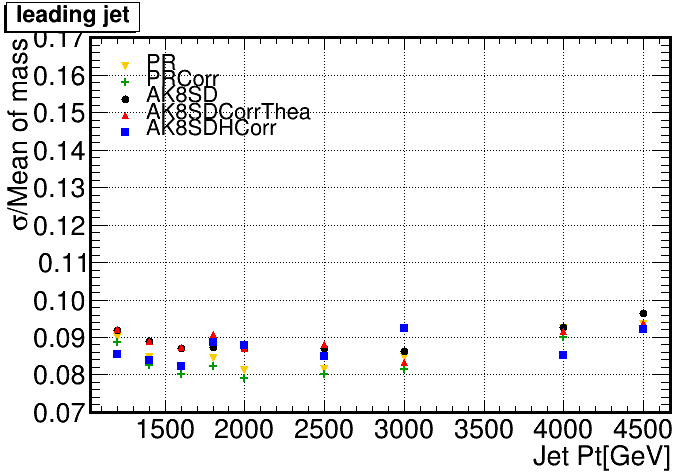 leading jet
σ/Mean of mass
0.17
0.16
0.15
0.14
0.13
0.12
0.11
0.10
0.09
0.08
0.07
PR
PRCorr
AK8SD
AK8SDCorrThea
AK8SDHCorr
1500 2000 2500 3000 3500 4000 4500
Jet Pt[GeV]